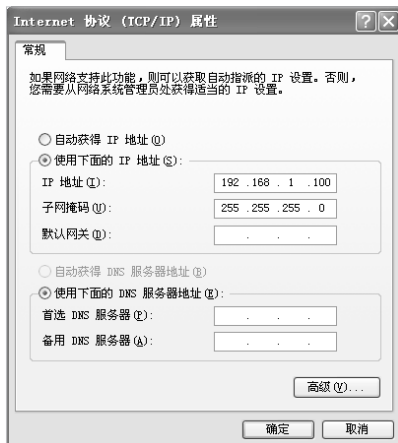 Internet 协议 (TCP/IP) 属性
常规
如果网络支持此功能，则可以获取自动指派的 IP 设置。否则，
您需要从网络系统管理员处获得适当的 IP 设置。
自动获得 IP 地址(O)
使用下面的 IP 地址(S):
IP 地址(I): 192 .168 . 1 .100
子网掩码(U): 255 .255 .255 . 0
默认网关(D): . . .
自动获得 DNS 服务器地址(B)
使用下面的 DNS 服务器地址(E):
首选 DNS 服务器(P): . . .
备用 DNS 服务器(A): . . .
高级(V)...
确定 取消